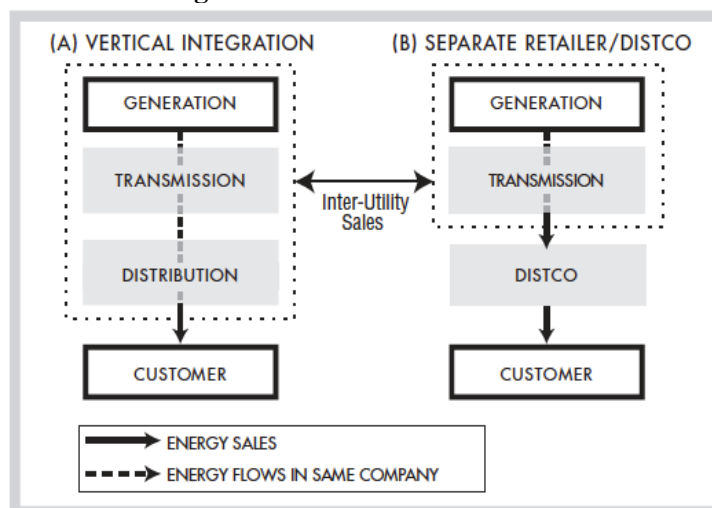 (A) VERTICAL INTEGRATION
GENERATION
TRANSMISSION
DISTRIBUTION
CUSTOMER
Inter-Utility
Sales
(B) SEPARATE RETAILER/DISTCO
GENERATION
TRANSMISSION
DISTCO
CUSTOMER
ENERGY SALES
ENERGY FLOWS IN SAME COMPANY